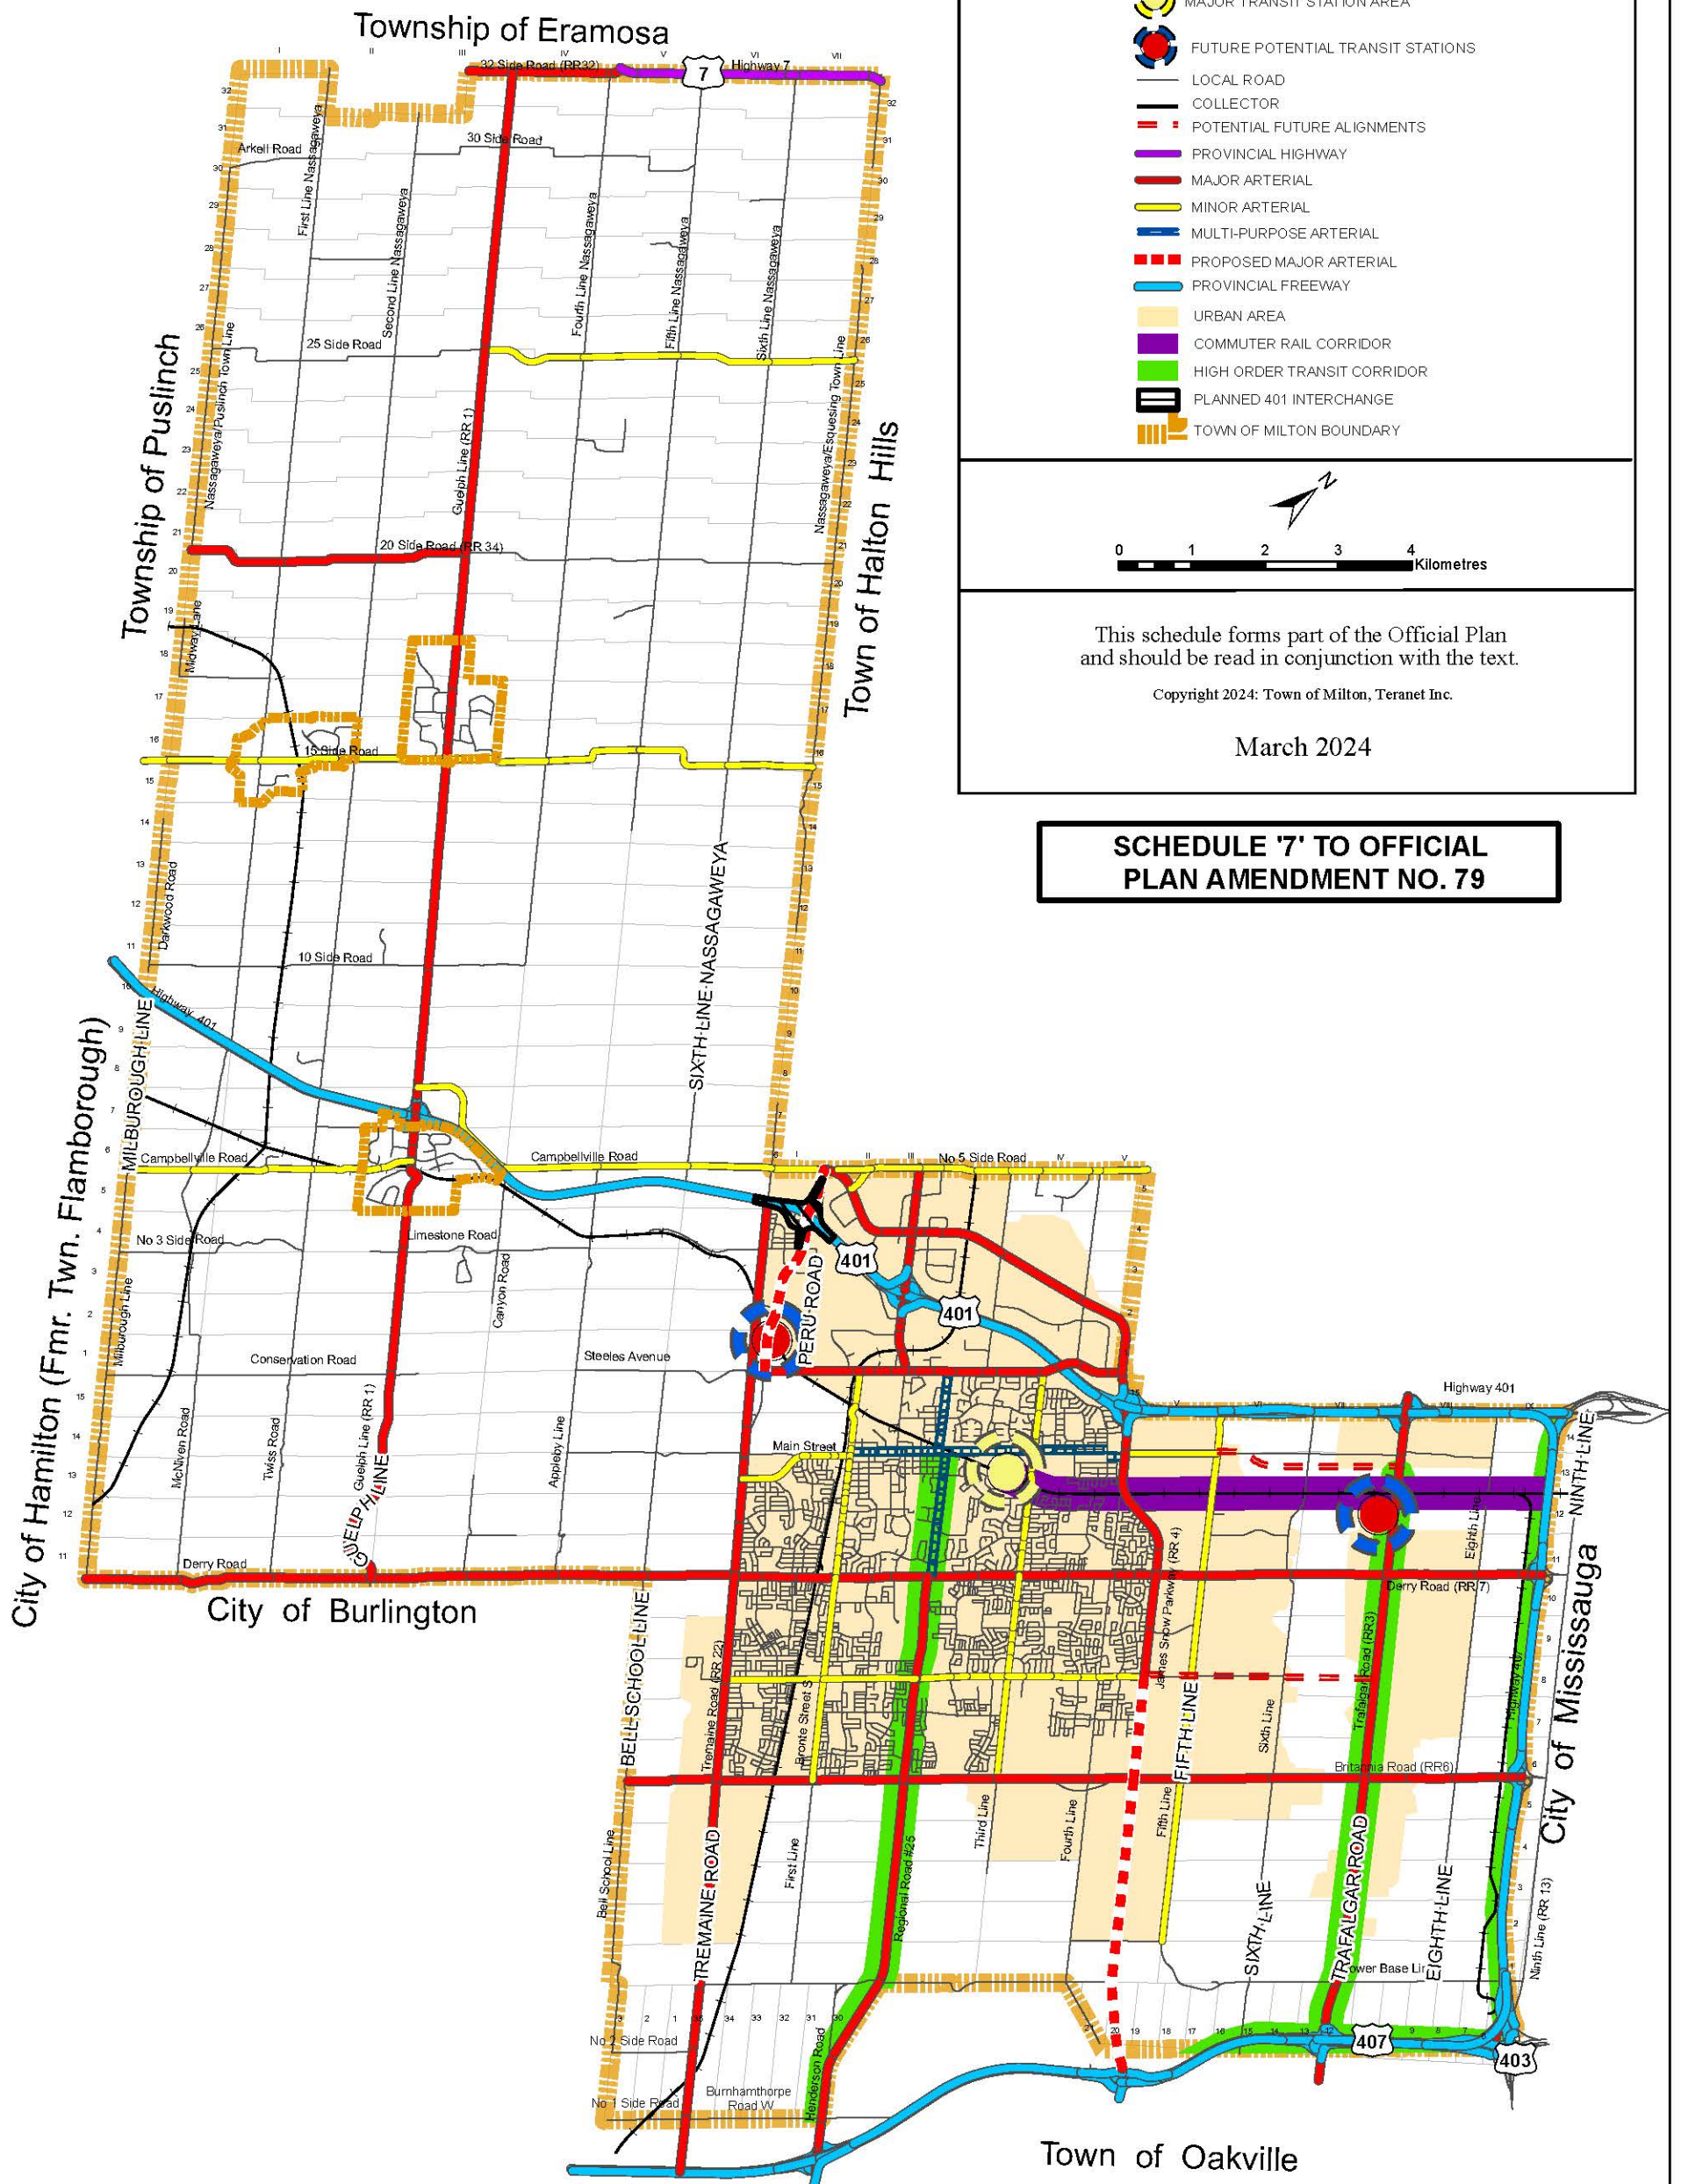 MAJOR TRANSIT STATION AREA
FUTURE POTENTIAL TRANSIT STATIONS
LOCAL ROAD
COLLECTOR
POTENTIAL FUTURE ALIGNMENTS
PROVINCIAL HIGHWAY
MAJOR ARTERIAL
MINOR ARTERIAL
MULTI-PURPOSE ARTERIAL
PROPOSED MAJOR ARTERIAL
PROVINCIAL FREEWAY
URBAN AREA
COMMUTER RAIL CORRIDOR
HIGH ORDER TRANSIT CORRIDOR
PLANNED 401 INTERCHANGE
TOWN OF MILTON BOUNDARY
N
0 1 2 3 4
Kilometres
This schedule forms part of the Official Plan
and should be read in conjunction with the text.
Copyright 2024: Town of Milton, Teranet Inc.
March 2024
SCHEDULE '7' TO OFFICIAL
PLAN AMENDMENT NO. 79
Township of Eramosa
I II III IV V VI VII
32 Side Road (RR32)
7
Highway 7
Arkell Road
30 Side Road
First Line Nassagaweya
Second Line Nassagaweya
Fourth Line Nassagaweya
Fifth Line Nassagaweya
Sixth Line Nassagaweya
25 Side Road
Township of Puslinch
Nassagaweya/Puslinch Town Line
Guelph Line (RR 1)
Nassagaweya/Esquesing Town Line
Town of Halton Hills
20 Side Road (RR 34)
Midway Lane
15 Side Road
Darkwood Road
10 Side Road
SIXTH LINE NASSAGAWEYA
Highway 401
MILBUROUGH LINE
City of Hamilton (Fmr. Twn. Flamborough)
Campbellville Road
Campbellville Road
No 5 Side Road
No 3 Side Road
Limestone Road
Canyon Road
Milburough Line
401
401
PERU ROAD
Conservation Road
Steeles Avenue
Highway 401
McNiven Road
Twiss Road
Guelph Line (RR 1)
GUELPH LINE
Appleby Line
Main Street
NINTH LINE
Eighth Line
Derry Road
Derry Road (RR 7)
City of Burlington
City of Mississauga
BELL SCHOOL LINE
Tremaine Road (RR 22)
Bronte Street S
James Snow Parkway (RR 4)
FIFTH LINE
Sixth Line
Trafalgar Road (RR3)
Highway 407
Britannia Road (RR6)
Bell School Line
TREMAINE ROAD
First Line
Regional Road #25
Third Line
Fourth Line
Fifth Line
SIXTH LINE
TRAFALGAR ROAD
EIGHTH LINE
Ninth Line (RR 13)
Lower Base Line
No 2 Side Road
No 1 Side Road
Burnhamthorpe
Road W
Henderson Road
407
403
Town of Oakville